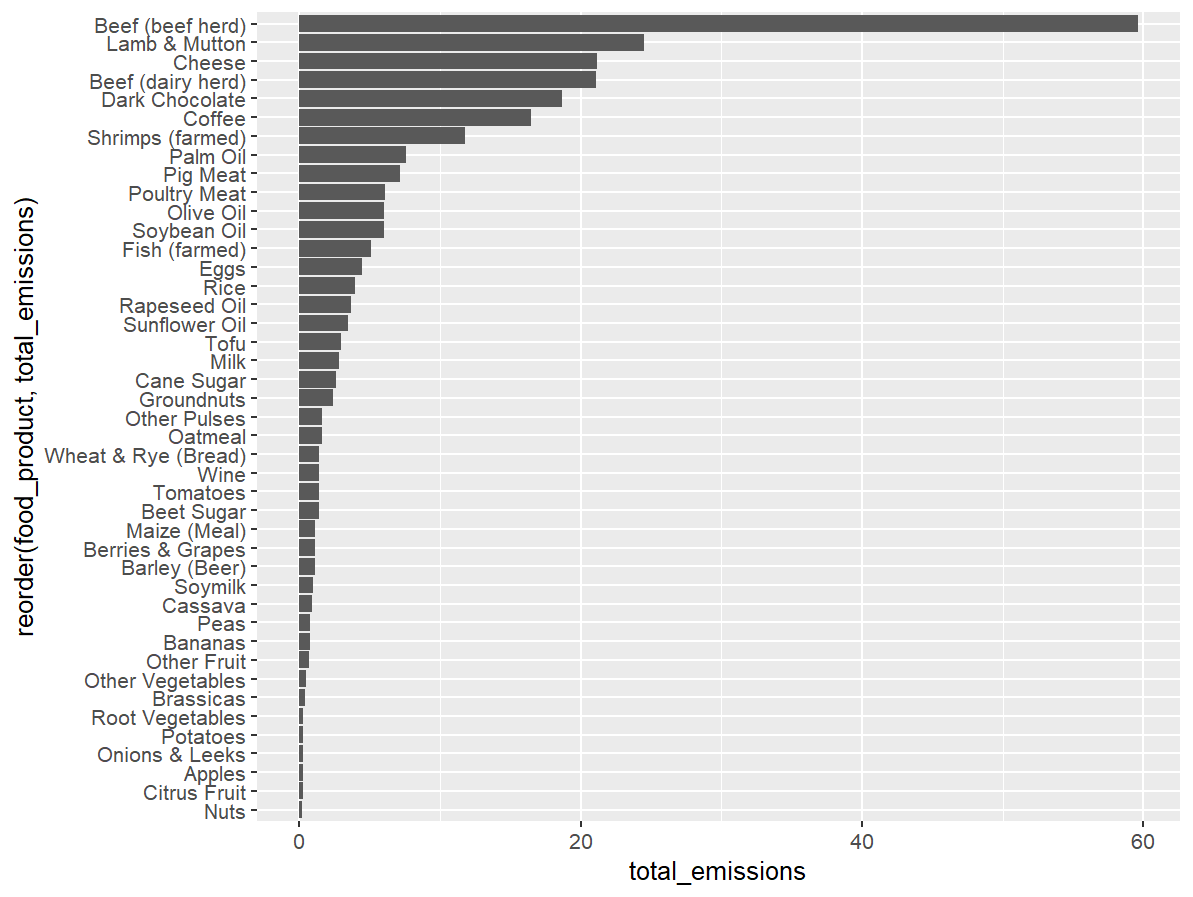 Beef (beef herd)
Lamb & Mutton
Cheese
Beef (dairy herd)
Dark Chocolate
Coffee
Shrimps (farmed)
Palm Oil
Pig Meat
Poultry Meat
Olive Oil
Soybean Oil
Fish (farmed)
Eggs
Rice
Rapeseed Oil
Sunflower Oil
Tofu
Milk
Cane Sugar
Groundnuts
Other Pulses
Oatmeal
Wheat & Rye (Bread)
Wine
Tomatoes
Beet Sugar
Maize (Meal)
Berries & Grapes
Barley (Beer)
Soymilk
Cassava
Peas
Bananas
Other Fruit
Other Vegetables
Brassicas
Root Vegetables
Potatoes
Onions & Leeks
Apples
Citrus Fruit
Nuts
reorder(food_product, total_emissions)
0 20 40 60
total_emissions